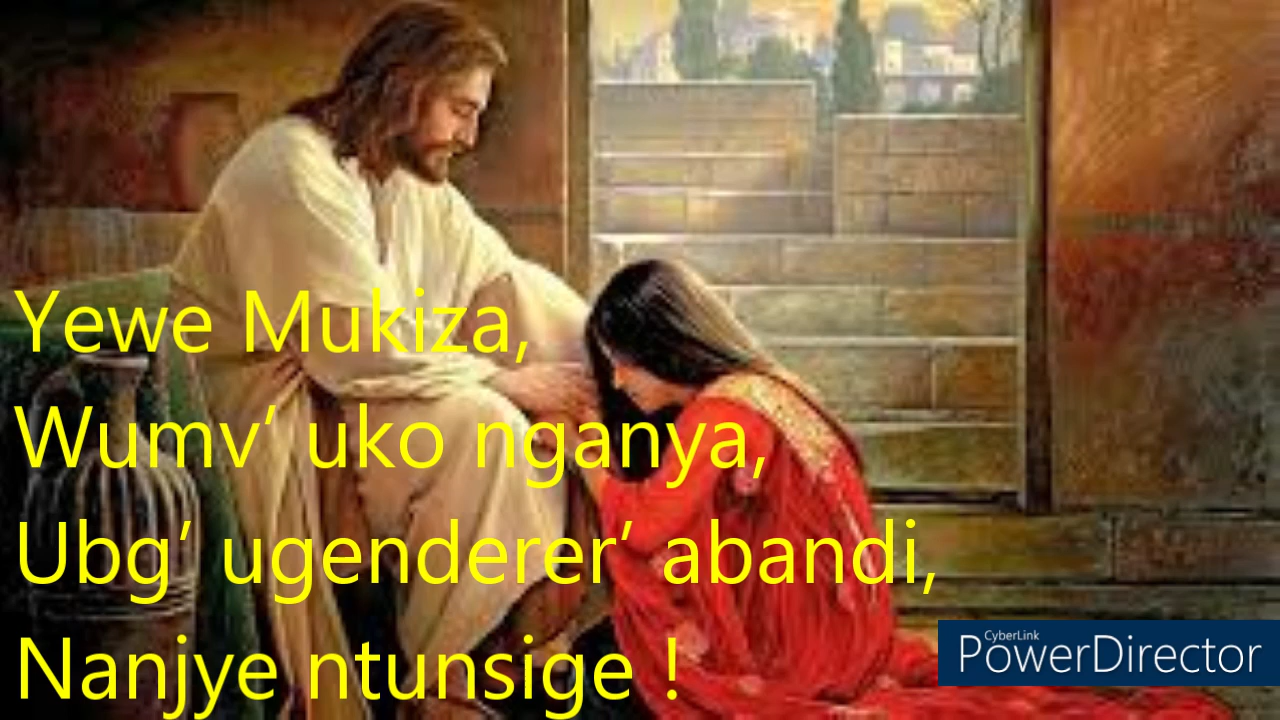 Yewe Mukiza,
Wumv’ uko nganya,
Ubg’ ugenderer’ abandi,
Nanjye ntunsige !
CyberLink
PowerDirector